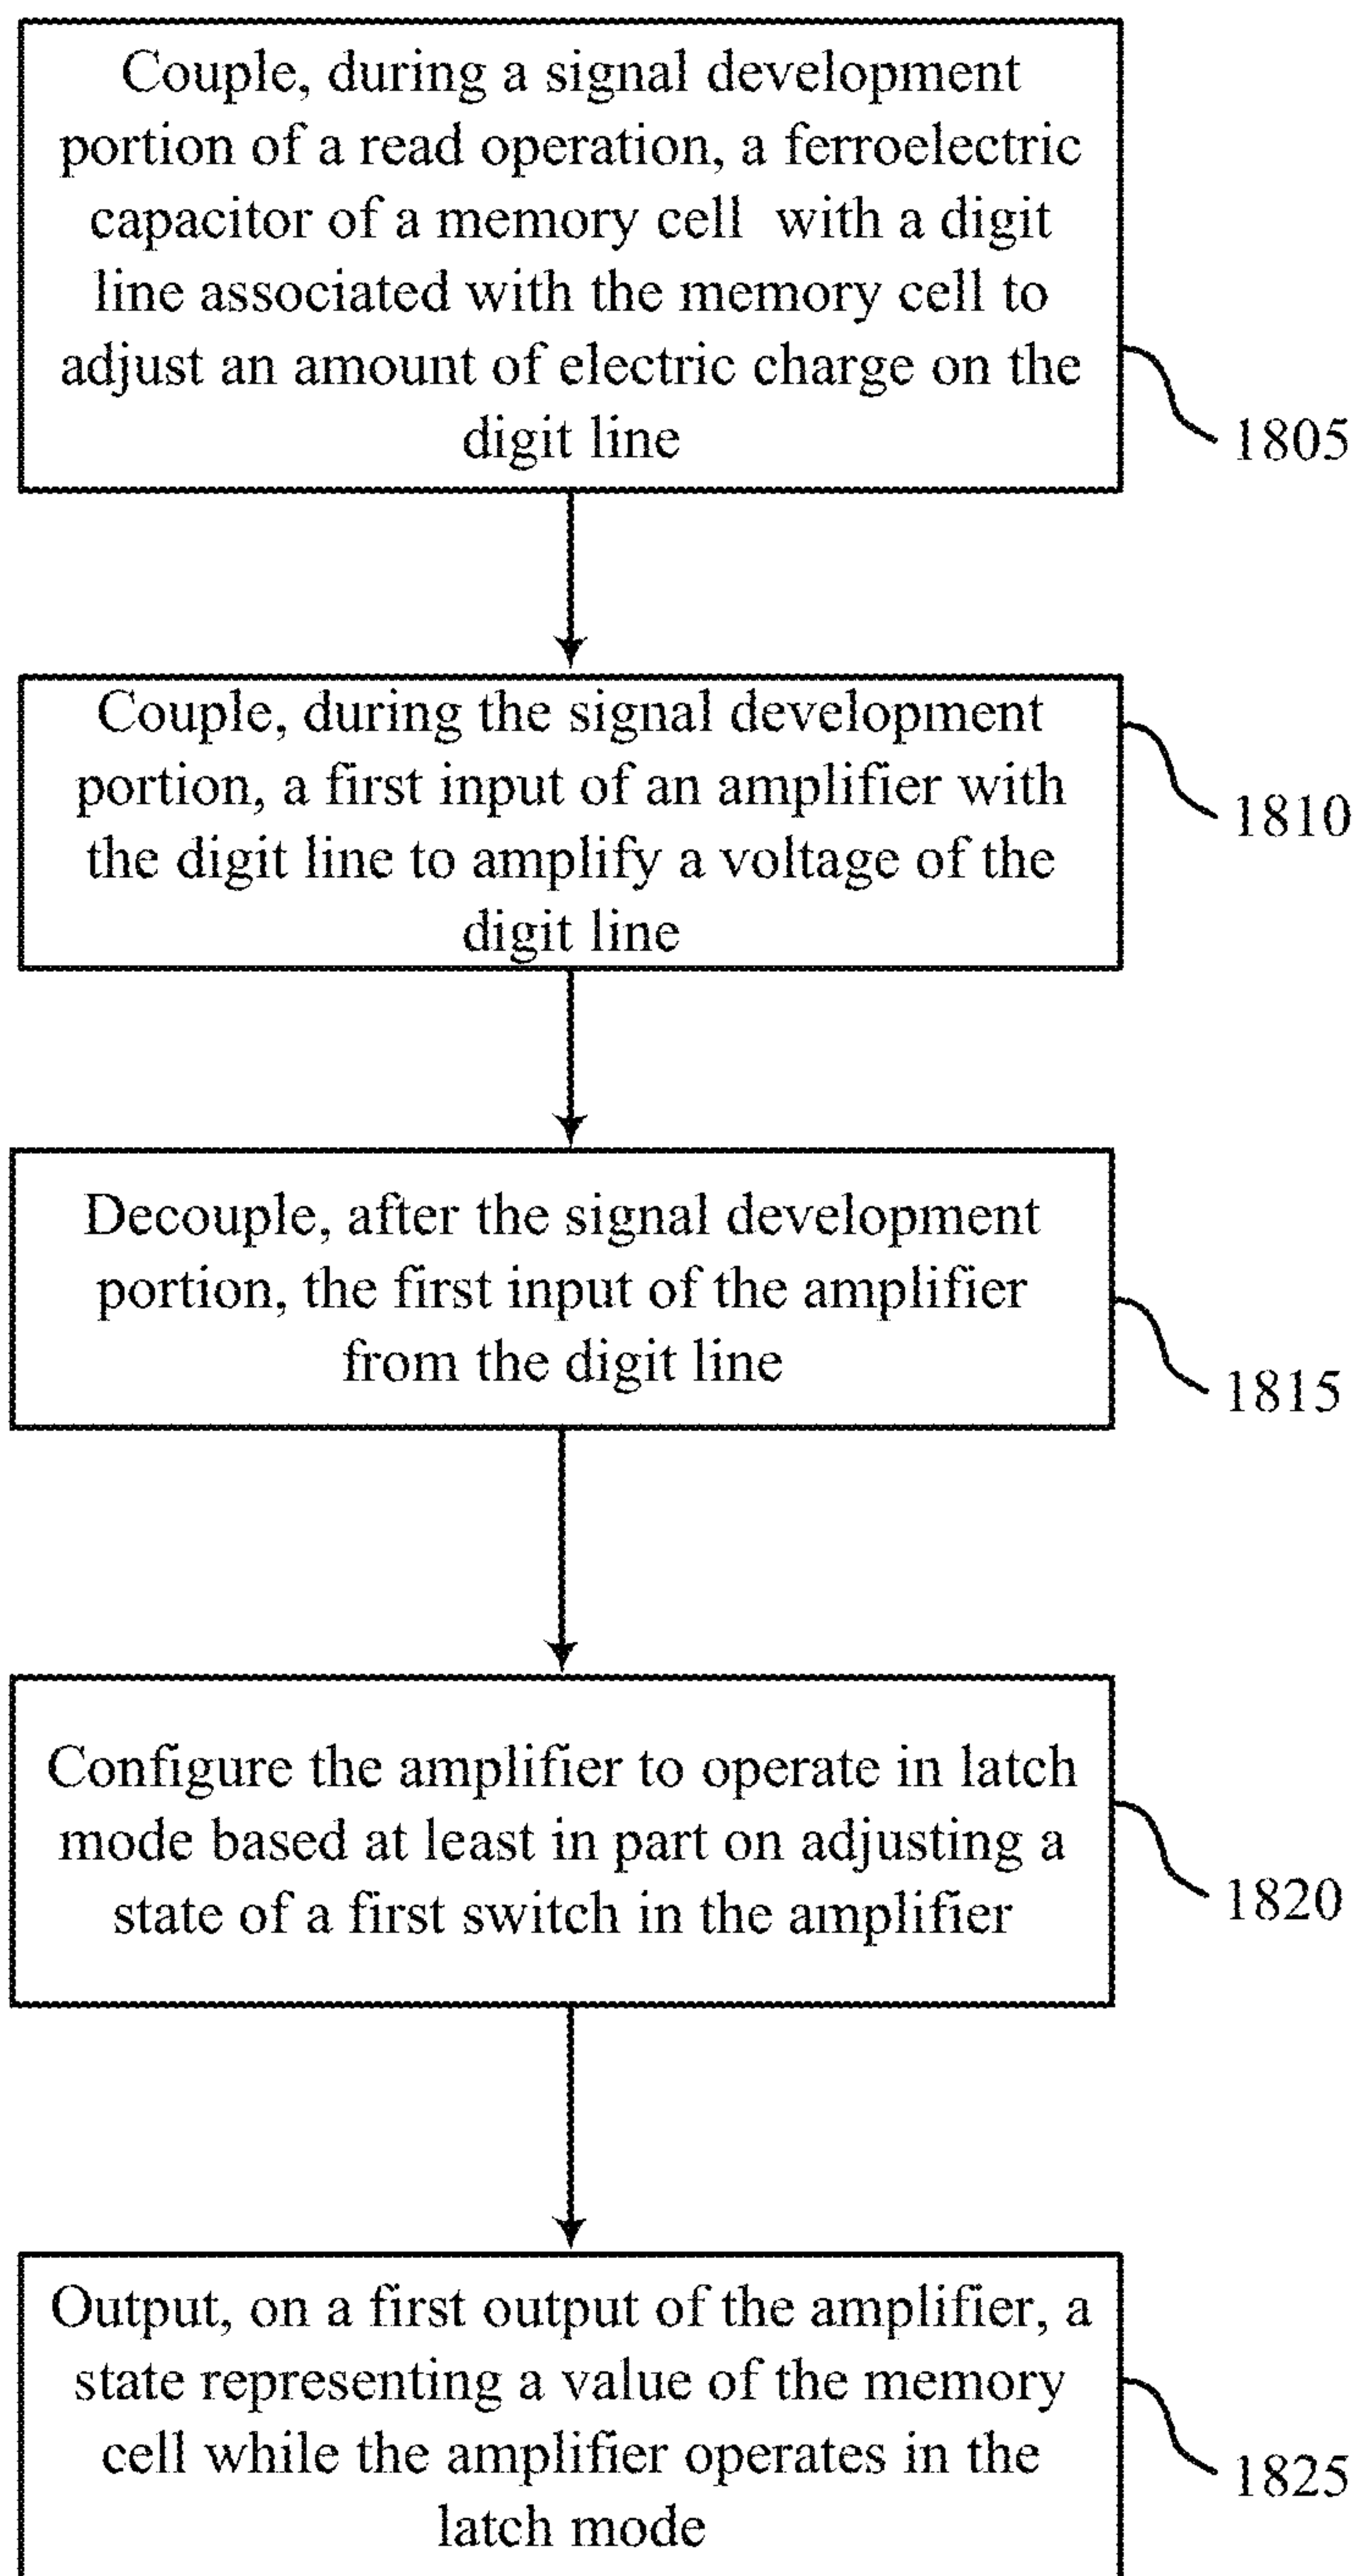 Couple, during a signal development
portion of a read operation, a ferroelectric
capacitor of a memory cell with a digit
line associated with the memory cell to
adjust an amount of electric charge on the
digit line
1805
Couple, during the signal development
portion, a first input of an amplifier with
the digit line to amplify a voltage of the
digit line
1810
Decouple, after the signal development
portion, the first input of the amplifier
from the digit line
1815
Configure the amplifier to operate in latch
mode based at least in part on adjusting a
state of a first switch in the amplifier
1820
Output, on a first output of the amplifier, a
state representing a value of the memory
cell while the amplifier operates in the
latch mode
1825